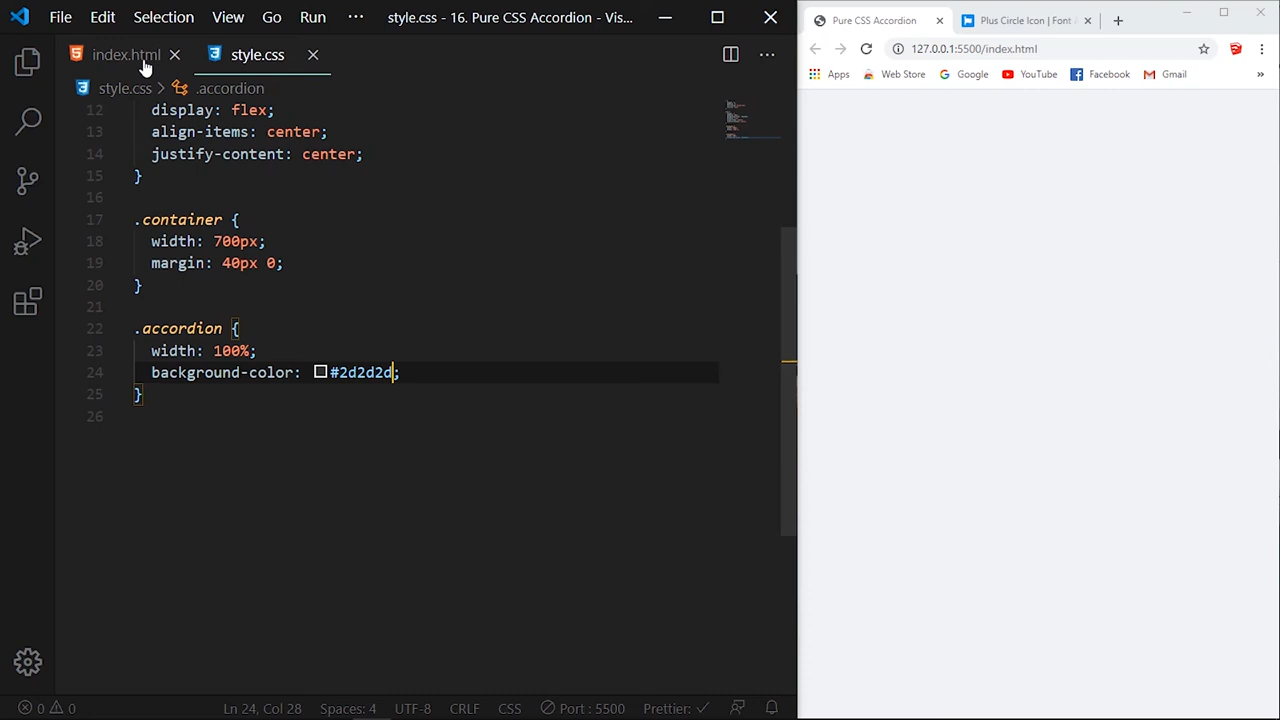 File Edit Selection View Go Run ··· style.css - 16. Pure CSS Accordion - Vis...
index.html style.css
style.css > .accordion
12 display: flex;
13 align-items: center;
14 justify-content: center;
15 }
16
17 .container {
18 width: 700px;
19 margin: 40px 0;
20 }
21
22 .accordion {
23 width: 100%;
24 background-color: #2d2d2d;
25 }
26
0 0 Ln 24, Col 28 Spaces: 4 UTF-8 CRLF CSS Port : 5500 Prettier: ✓
Pure CSS Accordion Plus Circle Icon | Font A
127.0.0.1:5500/index.html
Apps Web Store Google YouTube Facebook Gmail »